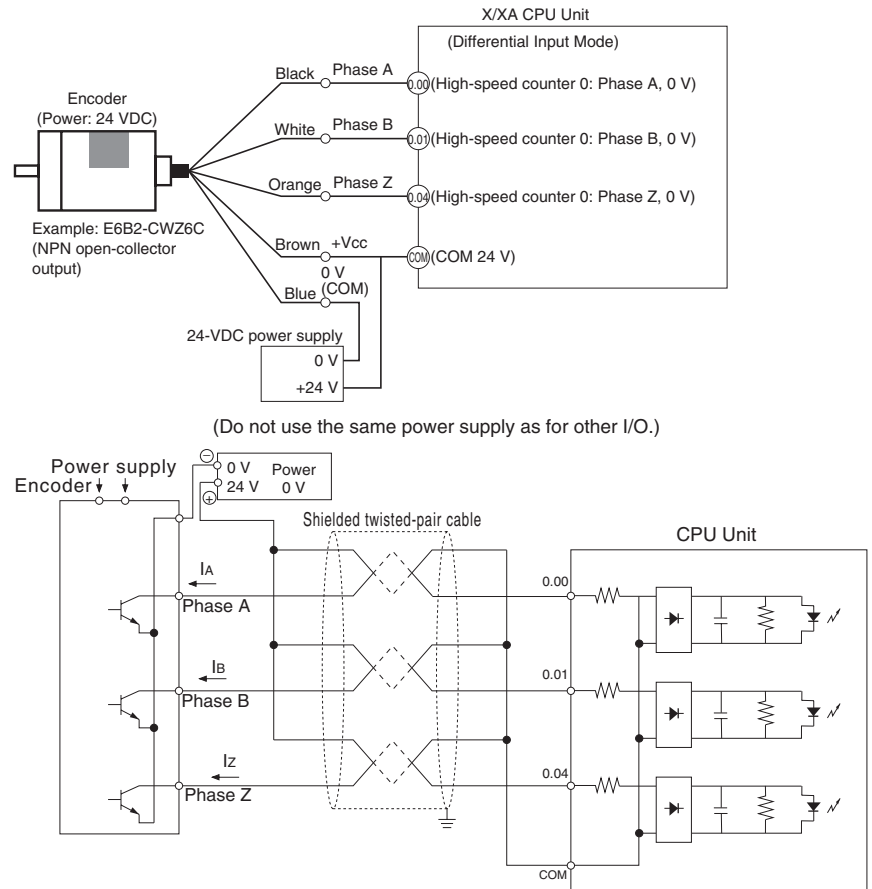 X/XA CPU Unit
(Differential Input Mode)
Encoder
(Power: 24 VDC)
Black Phase A
0.00 (High-speed counter 0: Phase A, 0 V)
White Phase B
0.01 (High-speed counter 0: Phase B, 0 V)
Orange Phase Z
0.04 (High-speed counter 0: Phase Z, 0 V)
Example: E6B2-CWZ6C
(NPN open-collector
output)
Brown +Vcc
COM (COM 24 V)
0 V
(COM)
Blue
24-VDC power supply
0 V
+24 V
(Do not use the same power supply as for other I/O.)
Power supply
Encoder
− 0 V Power
+ 24 V 0 V
Shielded twisted-pair cable
CPU Unit
IA
Phase A
0.00
IB
Phase B
0.01
IZ
Phase Z
0.04
COM